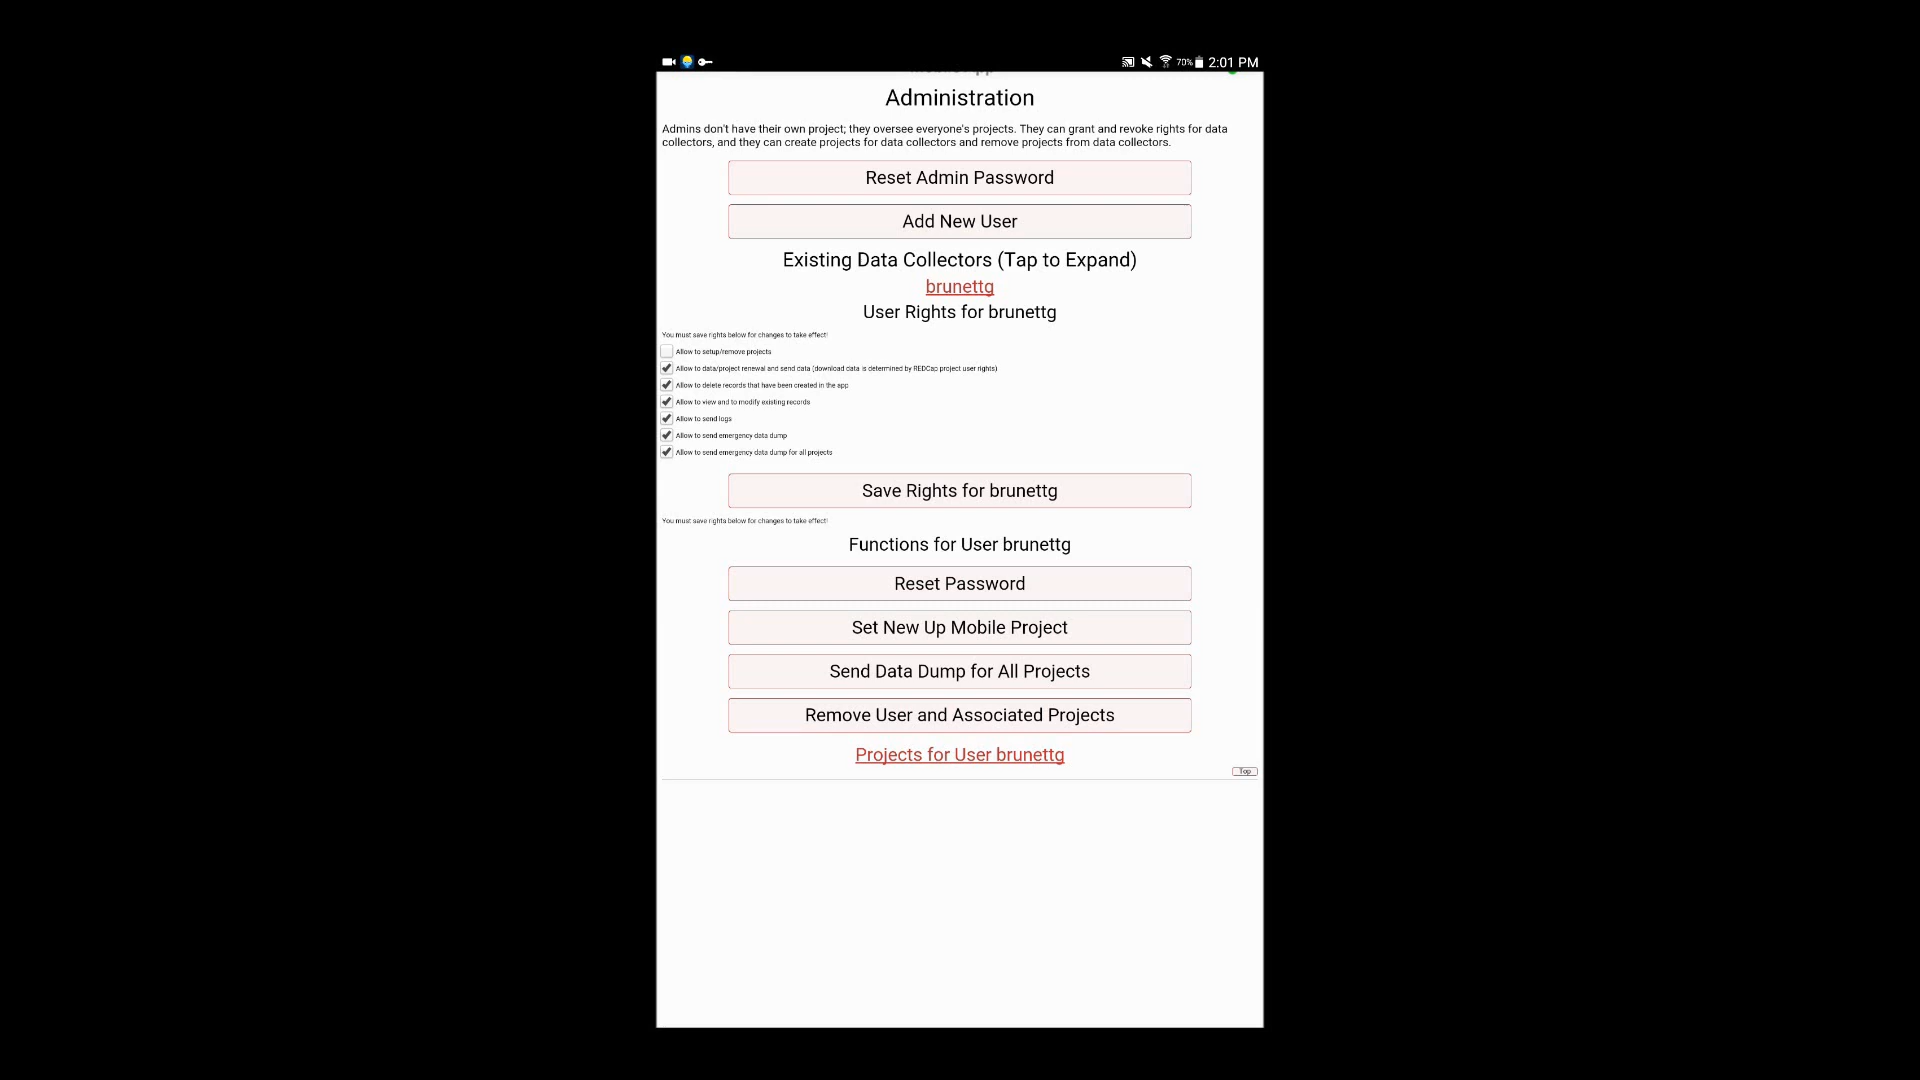 70% 2:01 PM
Administration
Admins don't have their own project; they oversee everyone's projects. They can grant and revoke rights for data
collectors, and they can create projects for data collectors and remove projects from data collectors.
Reset Admin Password
Add New User
Existing Data Collectors (Tap to Expand)
brunettg
User Rights for brunettg
You must save rights below for changes to take effect!
Allow to setup/remove projects
Allow to data/project renewal and send data (download data is determined by REDCap project user rights)
Allow to delete records that have been created in the app
Allow to view and to modify existing records
Allow to send logs
Allow to send emergency data dump
Allow to send emergency data dump for all projects
Save Rights for brunettg
You must save rights below for changes to take effect!
Functions for User brunettg
Reset Password
Set New Up Mobile Project
Send Data Dump for All Projects
Remove User and Associated Projects
Projects for User brunettg
Top